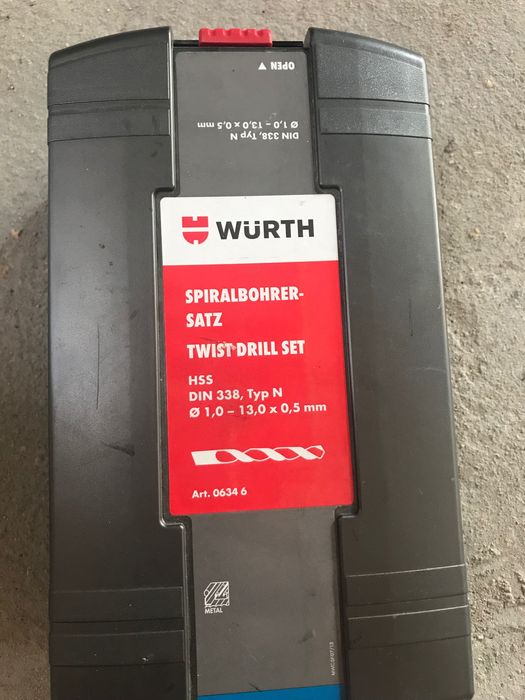 OPEN
DIN 338, Typ N
Ø 1,0 – 13,0 x 0,5 mm
WÜRTH
SPIRALBOHRER-
SATZ
TWIST DRILL SET
HSS
DIN 338, Typ N
Ø 1,0 – 13,0 x 0,5 mm
Art. 0634 6
METAL